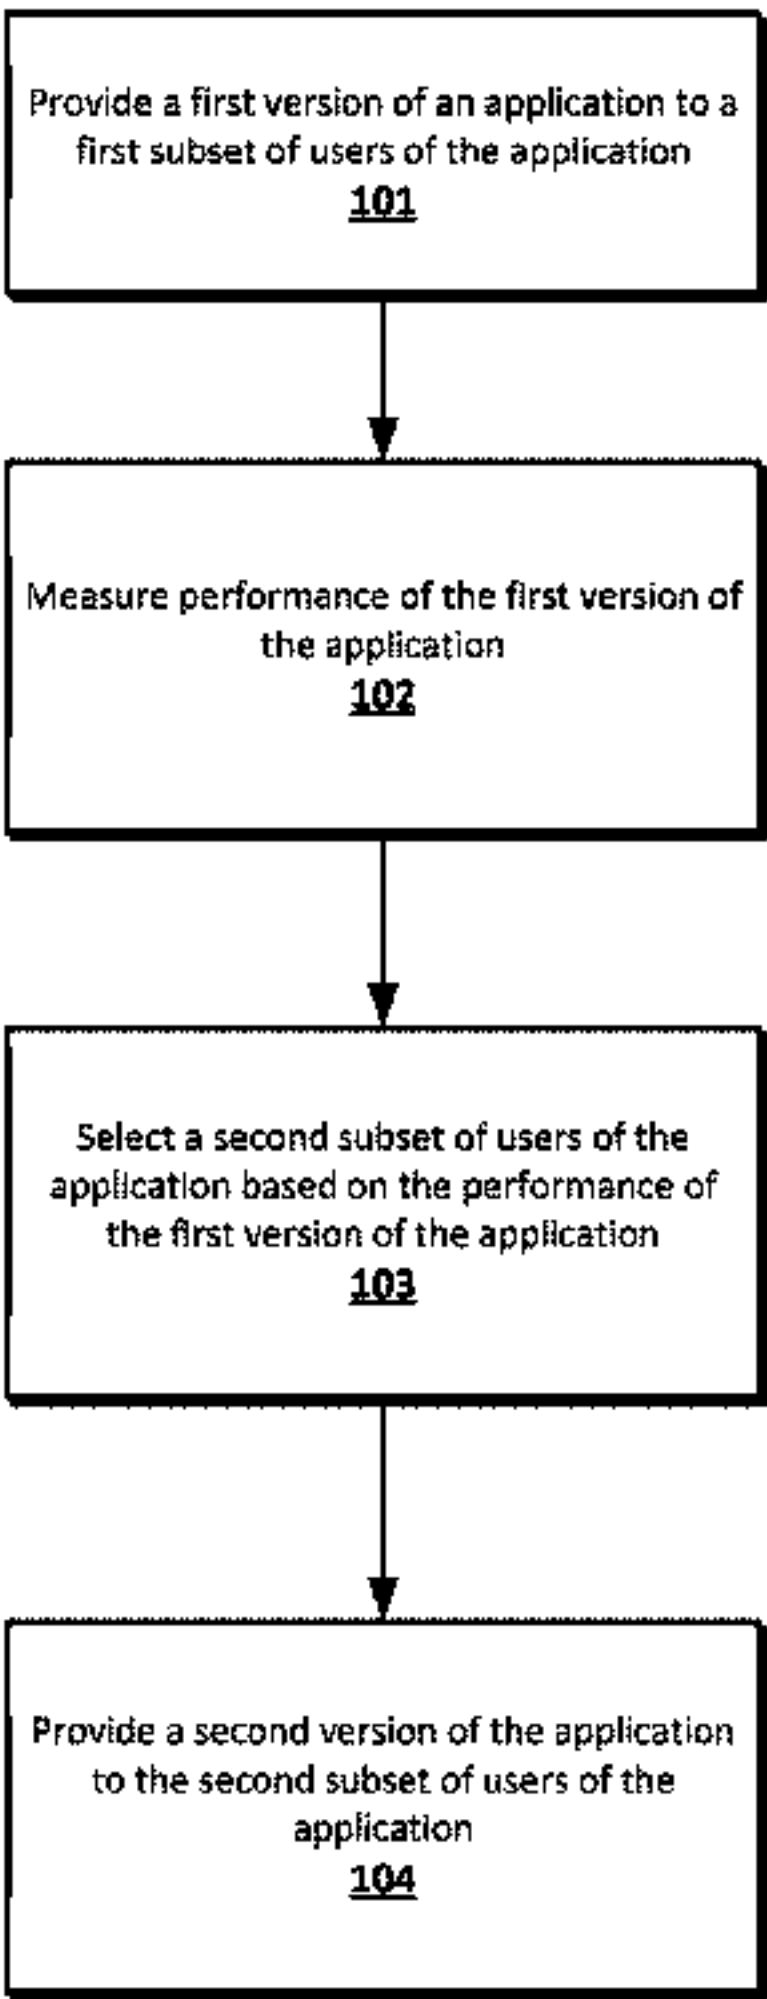 Provide a first version of an application to a
first subset of users of the application
101
Measure performance of the first version of
the application
102
Select a second subset of users of the
application based on the performance of
the first version of the application
103
Provide a second version of the application
to the second subset of users of the
application
104